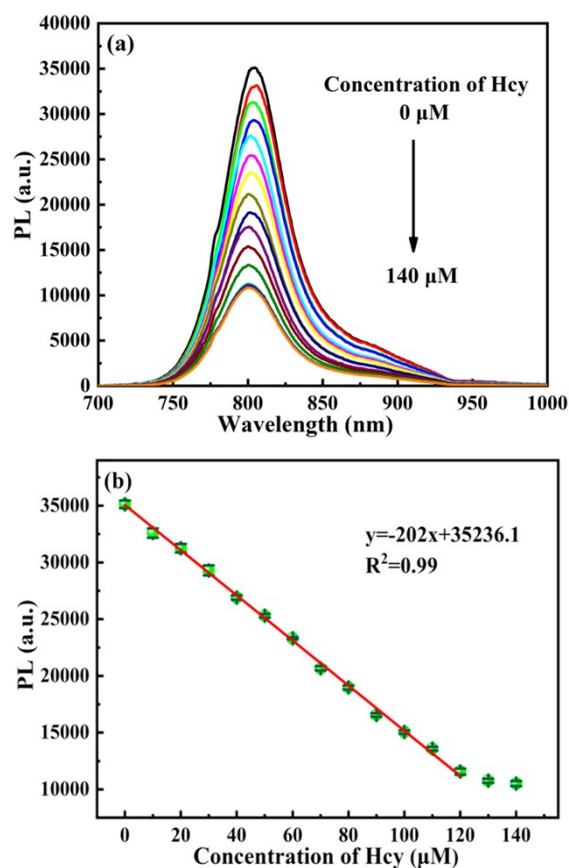 (a)
Concentration of Hcy
0 μM
140 μM
PL (a.u.)
40000
35000
30000
25000
20000
15000
10000
5000
0
700
750
800
850
900
950
1000
Wavelength (nm)
(b)
y=-202x+35236.1
R²=0.99
PL (a.u.)
35000
30000
25000
20000
15000
10000
0
20
40
60
80
100
120
140
Concentration of Hcy (μM)